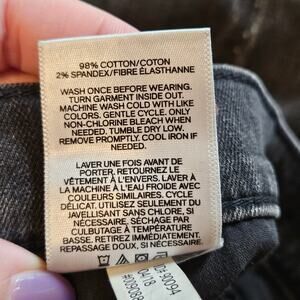 98% COTTON/COTON
2% SPANDEX/FIBRE ÉLASTHANNE
WASH ONCE BEFORE WEARING.
TURN GARMENT INSIDE OUT.
MACHINE WASH COLD WITH LIKE
COLORS. GENTLE CYCLE. ONLY
NON-CHLORINE BLEACH WHEN
NEEDED. TUMBLE DRY LOW.
REMOVE PROMPTLY. COOL IRON IF
NEEDED.
LAVER UNE FOIS AVANT DE
PORTER. RETOURNEZ LE
VÊTEMENT À L'ENVERS. LAVER À
LA MACHINE À L'EAU FROIDE AVEC
COULEURS SIMILAIRES. CYCLE
DÉLICAT. UTILISEZ SEULEMENT DU
JAVELLISANT SANS CHLORE, SI
NÉCESSAIRE. SÉCHAGE PAR
CULBUTAGE À TEMPÉRATURE
BASSE. RETIREZ IMMÉDIATEMENT.
REPASSAGE DOUX, SI NÉCESSAIRE.
0418